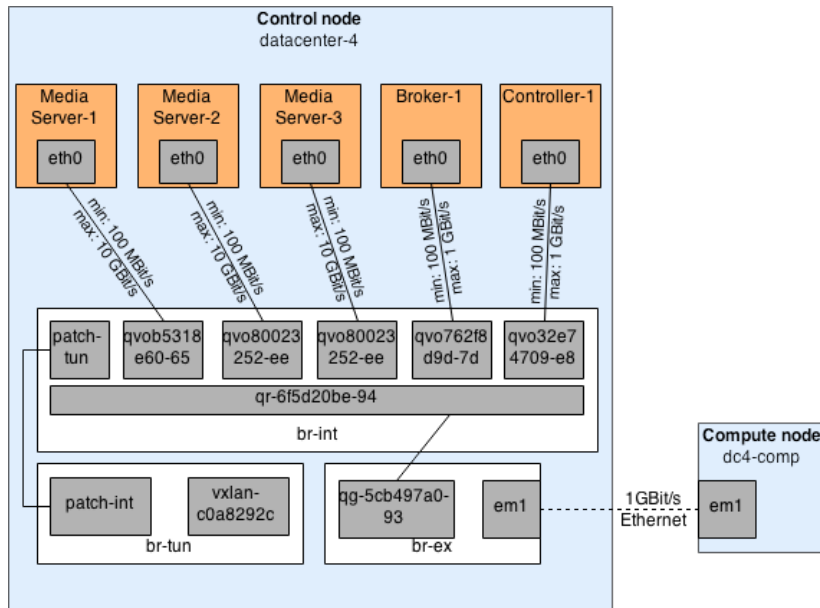 Control node
datacenter-4
Media
Server-1
eth0
Media
Server-2
eth0
Media
Server-3
eth0
Broker-1
eth0
Controller-1
eth0
min: 100 MBit/s
max: 10 GBit/s
min: 100 MBit/s
max: 10 GBit/s
min: 100 MBit/s
max: 10 GBit/s
min: 100 MBit/s
max: 1 GBit/s
min: 100 MBit/s
max: 1 GBit/s
patch-
tun
qvob5318
e60-65
qvo80023
252-ee
qvo80023
252-ee
qvo762f8
d9d-7d
qvo32e7
4709-e8
qr-6f5d20be-94
br-int
patch-int
vxlan-
c0a8292c
br-tun
qg-5cb497a0-
93
em1
br-ex
1GBit/s
Ethernet
Compute node
dc4-comp
em1